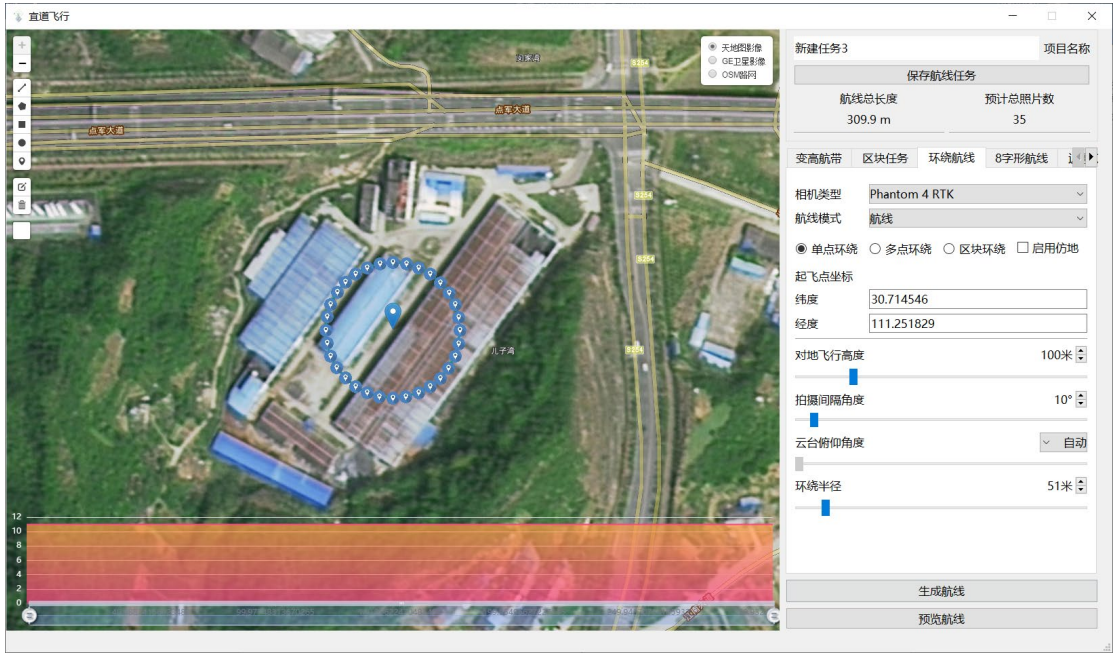 直道飞行
天地图影像
GE卫星影像
OSM路网
S254
点军大道
点军大道
S254
S254
儿子湾
S254
12
10
8
6
4
2
0
新建任务3 项目名称
保存航线任务
航线总长度 预计总照片数
309.9 m 35
变高航带 区块任务 环绕航线 8字形航线
相机类型 Phantom 4 RTK
航线模式 航线
单点环绕 多点环绕 区块环绕 启用仿地
起飞点坐标
纬度 30.714546
经度 111.251829
对地飞行高度 100米
拍摄间隔角度 10°
云台俯仰角度 自动
环绕半径 51米
生成航线
预览航线